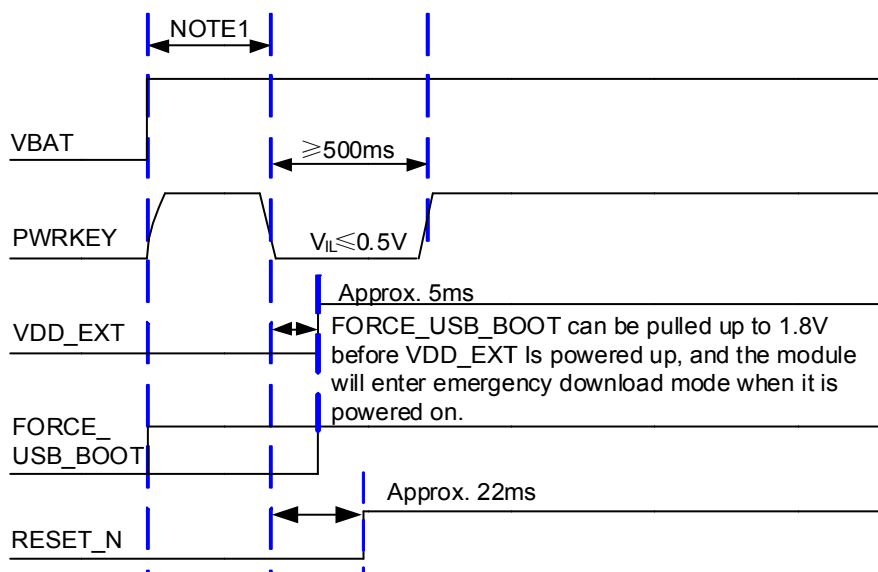 NOTE1
VBAT
≥500ms
PWRKEY
VIL≤0.5V
Approx. 5ms
VDD_EXT
FORCE_USB_BOOT can be pulled up to 1.8V
before VDD_EXT Is powered up, and the module
will enter emergency download mode when it is
powered on.
FORCE_
USB_BOOT
Approx. 22ms
RESET_N